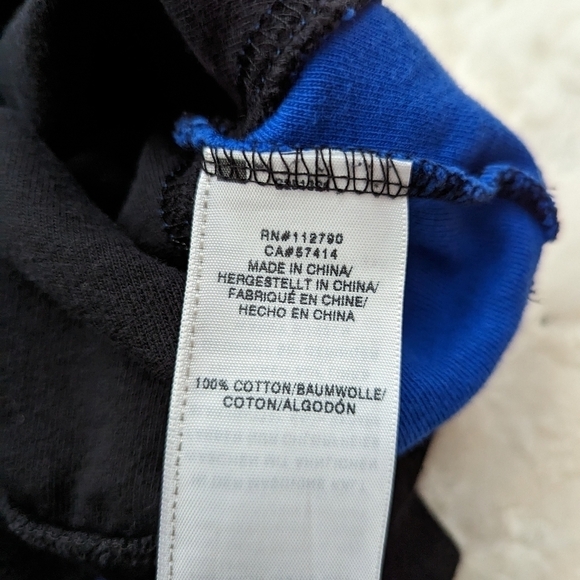 RN#112790
CA#57414
MADE IN CHINA/
HERGESTELLT IN CHINA/
FABRIQUÉ EN CHINE/
HECHO EN CHINA
100% COTTON/BAUMWOLLE/
COTON/ALGODÓN